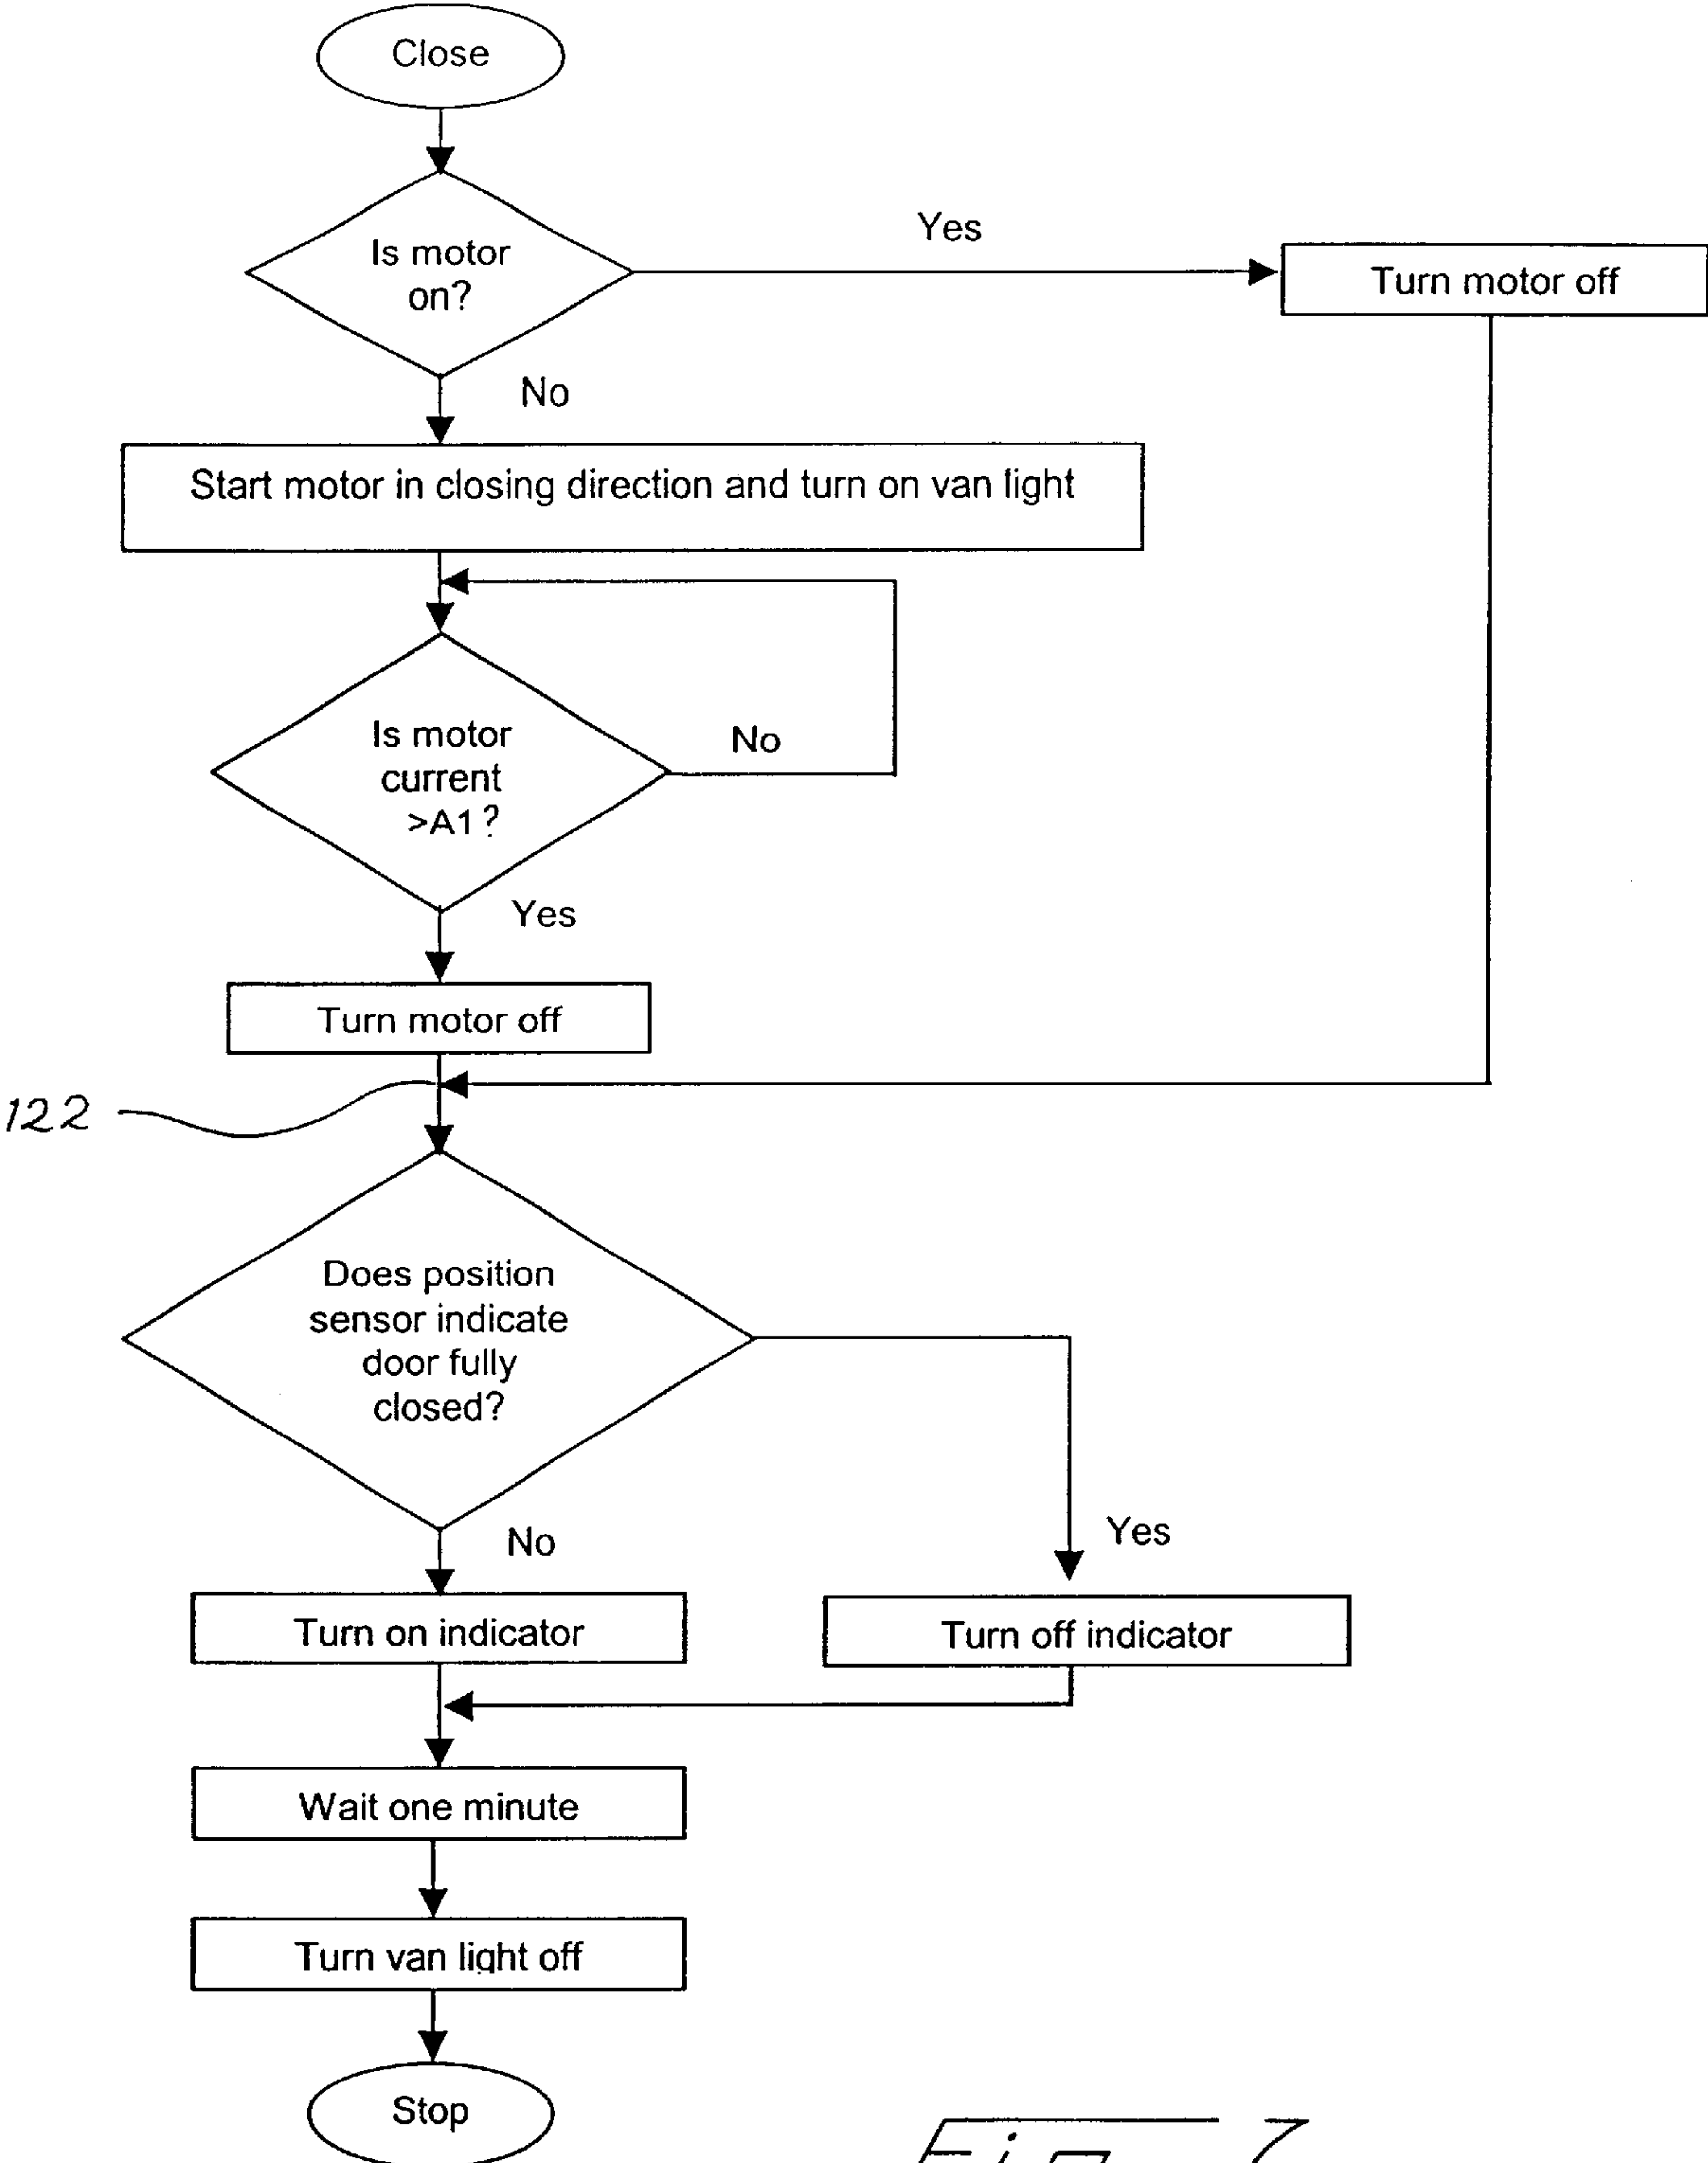 Close
Is motor
on?
Yes
Turn motor off
No
Start motor in closing direction and turn on van light
Is motor
current
>A1?
No
Yes
Turn motor off
122
Does position
sensor indicate
door fully
closed?
No
Yes
Turn on indicator
Turn off indicator
Wait one minute
Turn van light off
Stop
Fig. 7